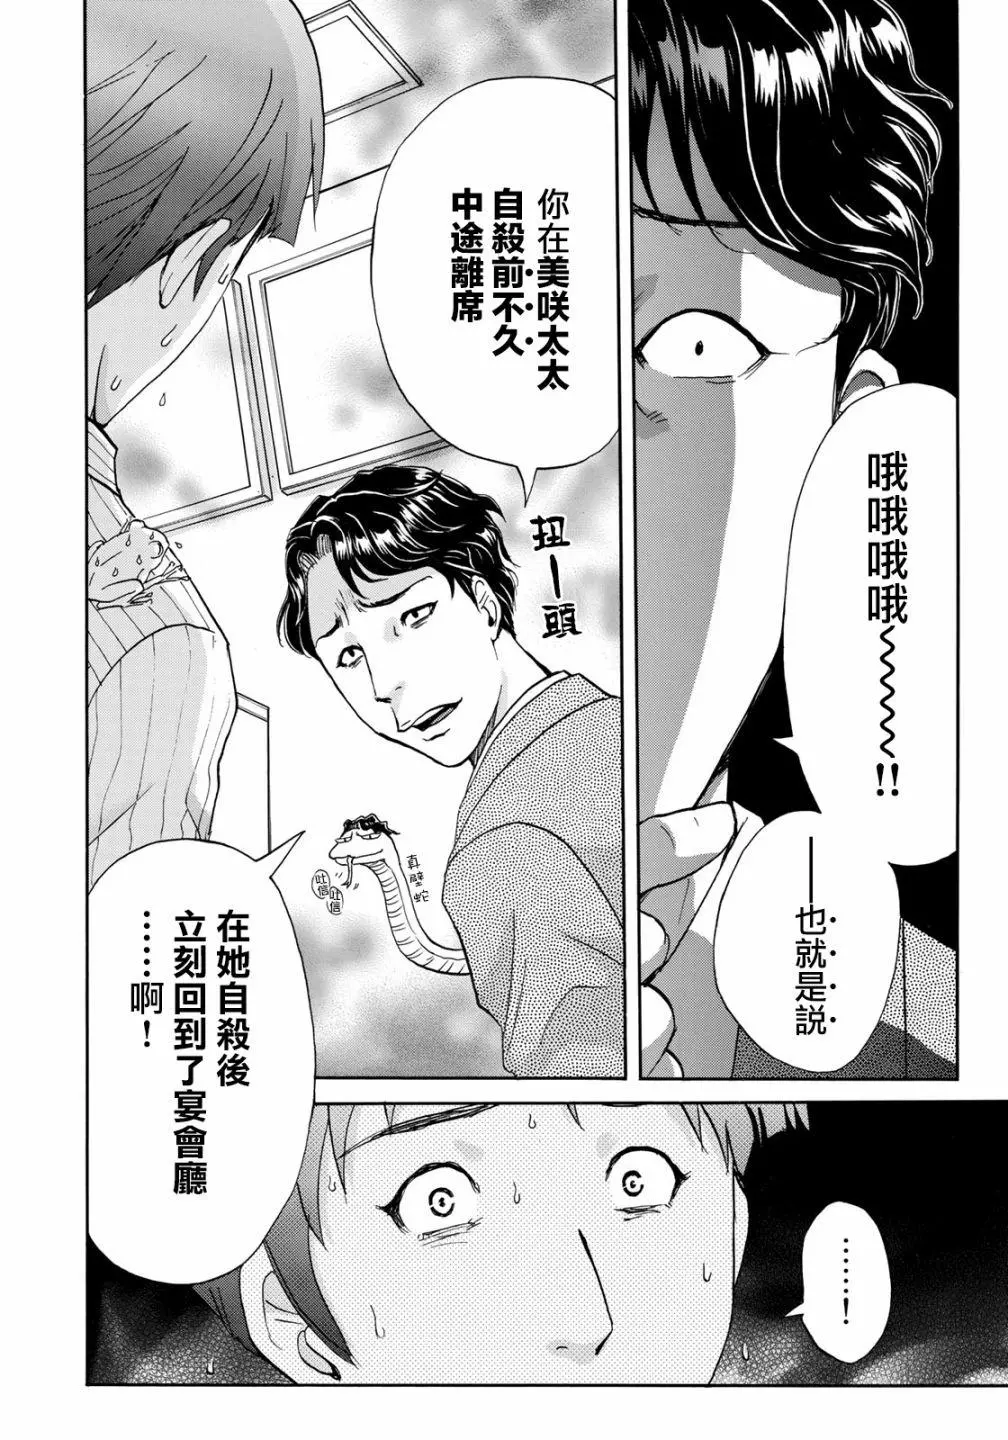 哦哦哦哦~~~~!!
——也就是説
你在美咲太太
自殺前不久
中途離席
扭—頭
真壁蛇
吐信
吐信
在她自殺後
立刻回到了宴會廳
……啊!
……!